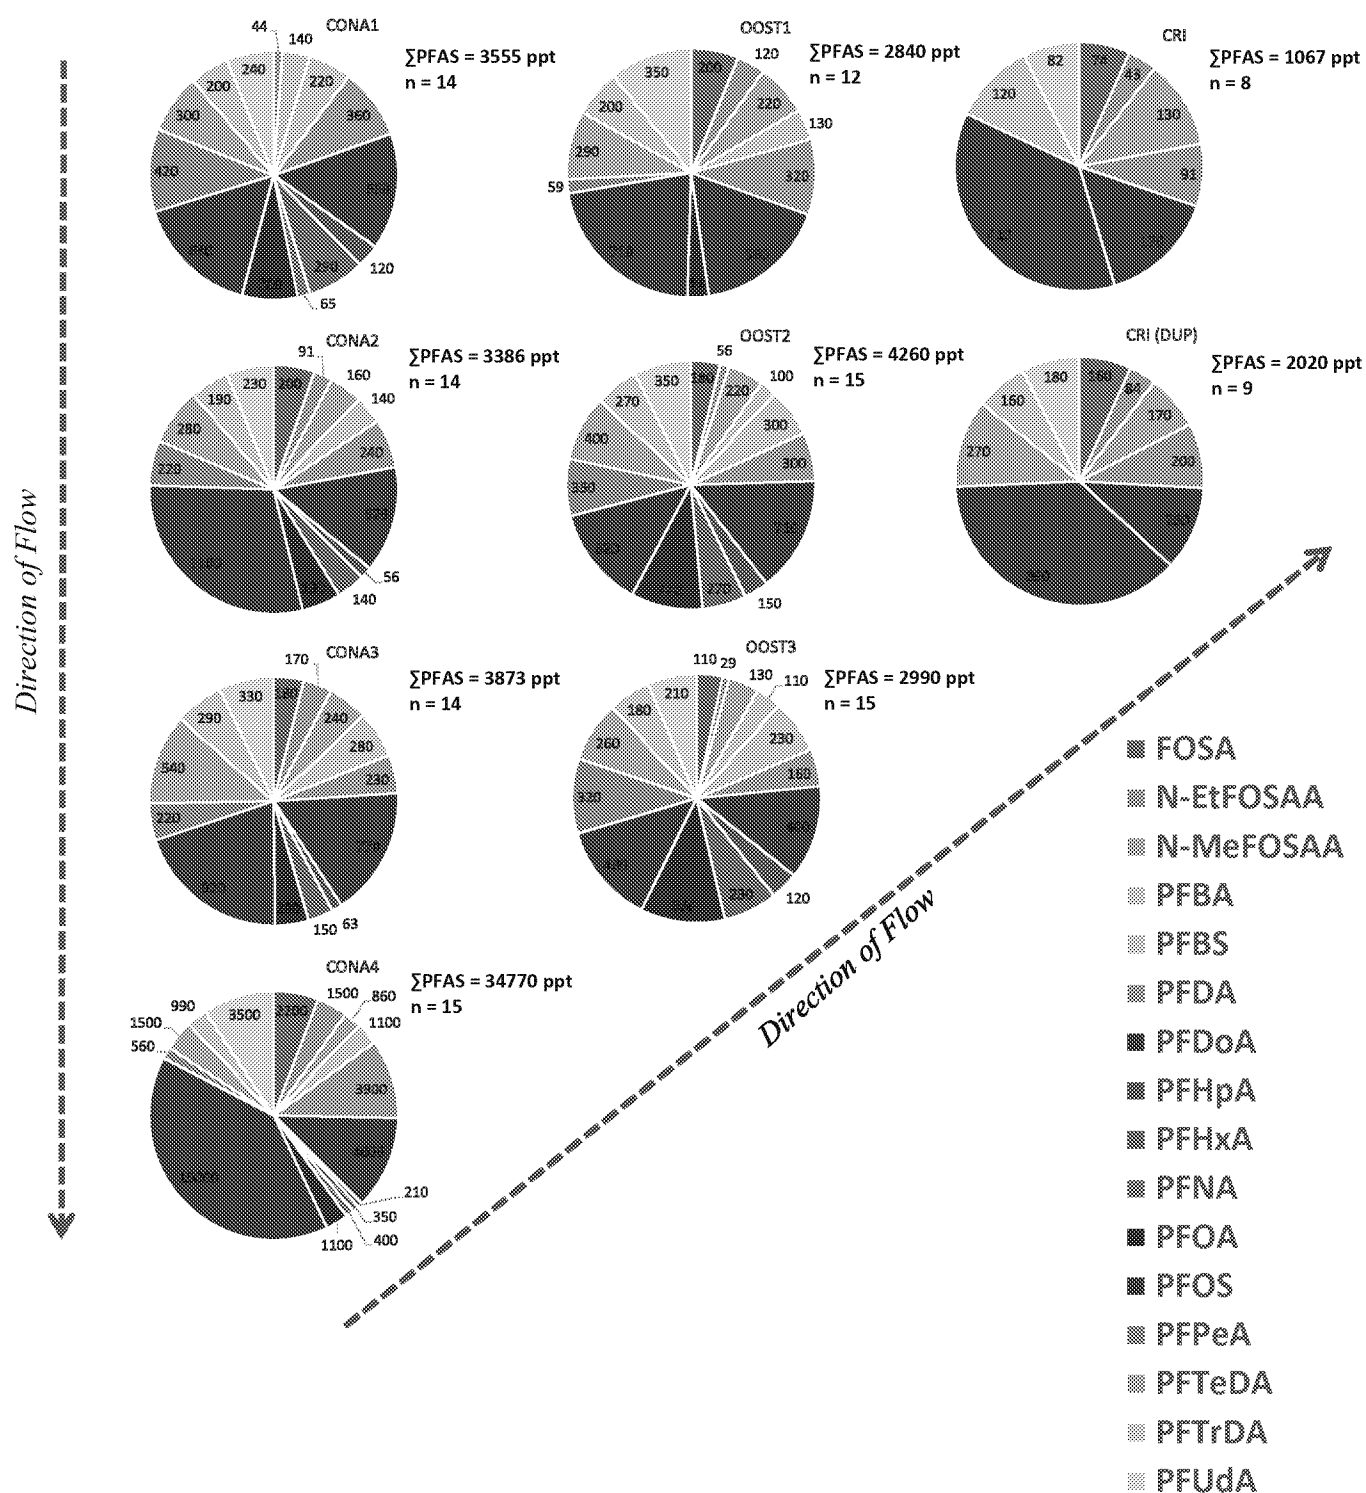 CONA1
∑PFAS = 3555 ppt
n = 14
44
140
220
360
120
290
65
420
300
200
240
OOST1
∑PFAS = 2840 ppt
n = 12
200
120
220
130
320
59
290
200
350
CRI
∑PFAS = 1067 ppt
n = 8
74
43
130
91
120
82
CONA2
∑PFAS = 3386 ppt
n = 14
200
91
160
140
240
56
140
220
280
190
230
OOST2
∑PFAS = 4260 ppt
n = 15
180
56
220
100
300
300
150
270
330
400
270
350
CRI (DUP)
∑PFAS = 2020 ppt
n = 9
160
84
170
200
270
160
180
Direction of Flow
CONA3
∑PFAS = 3873 ppt
n = 14
180
170
240
280
230
63
150
220
540
290
330
OOST3
∑PFAS = 2990 ppt
n = 15
110
29
130
110
230
160
120
230
320
260
180
210
CONA4
∑PFAS = 34770 ppt
n = 15
2200
1500
860
1100
3900
210
350
400
1100
560
1500
990
3500
Direction of Flow
FOSA
N-EtFOSAA
N-MeFOSAA
PFBA
PFBS
PFDA
PFDoA
PFHpA
PFHxA
PFNA
PFOA
PFOS
PFPeA
PFTeDA
PFTrDA
PFUdA